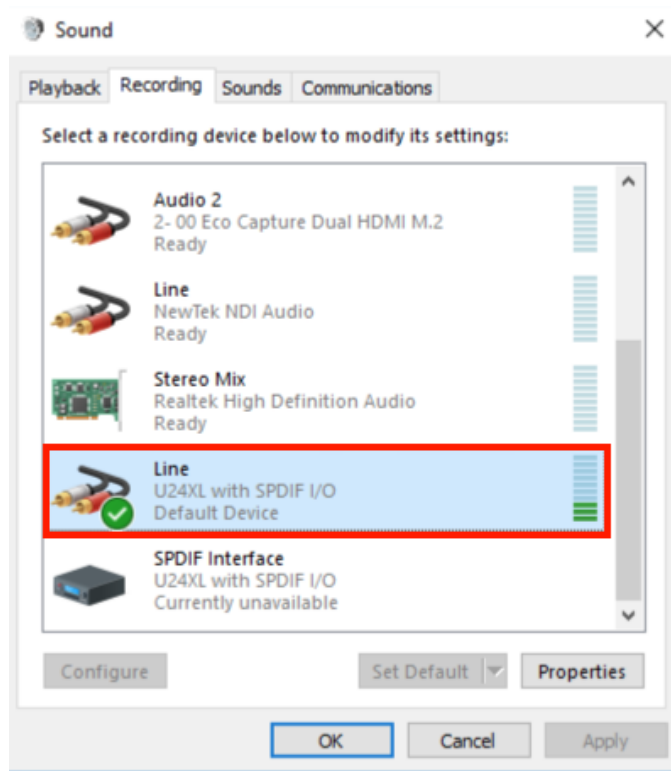 Sound
Playback Recording Sounds Communications
Select a recording device below to modify its settings:
Audio 2
2- 00 Eco Capture Dual HDMI M.2
Ready
Line
NewTek NDI Audio
Ready
Stereo Mix
Realtek High Definition Audio
Ready
Line
U24XL with SPDIF I/O
Default Device
SPDIF Interface
U24XL with SPDIF I/O
Currently unavailable
Configure Set Default Properties
OK Cancel Apply